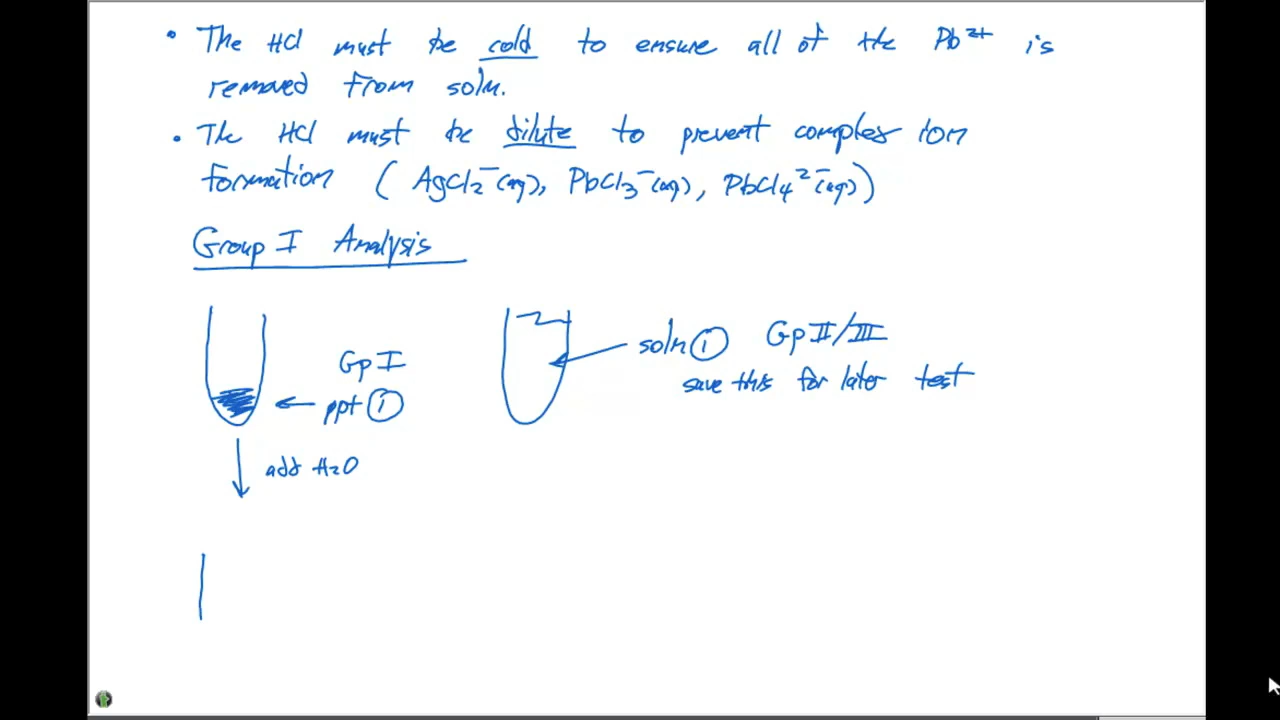 • The HCl must be cold to ensure all of the Pb²⁺ is
removed from soln.
• The HCl must be dilute to prevent complex ion
formation ( AgCl₂⁻(aq), PbCl₃⁻(aq), PbCl₄²⁻(aq))
Group I Analysis
Gp I
← ppt ①
soln ① Gp II/III
save this for later test
add H₂O